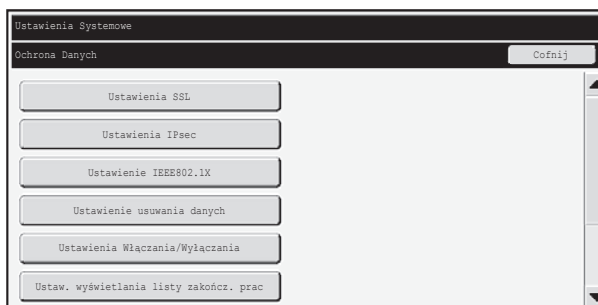 Ustawienia Systemowe
Ochrona Danych
Cofnij
Ustawienia SSL
Ustawienia IPsec
Ustawienie IEEE802.1X
Ustawienie usuwania danych
Ustawienia Włączania/Wyłączania
Ustaw. wyświetlania listy zakończ. prac